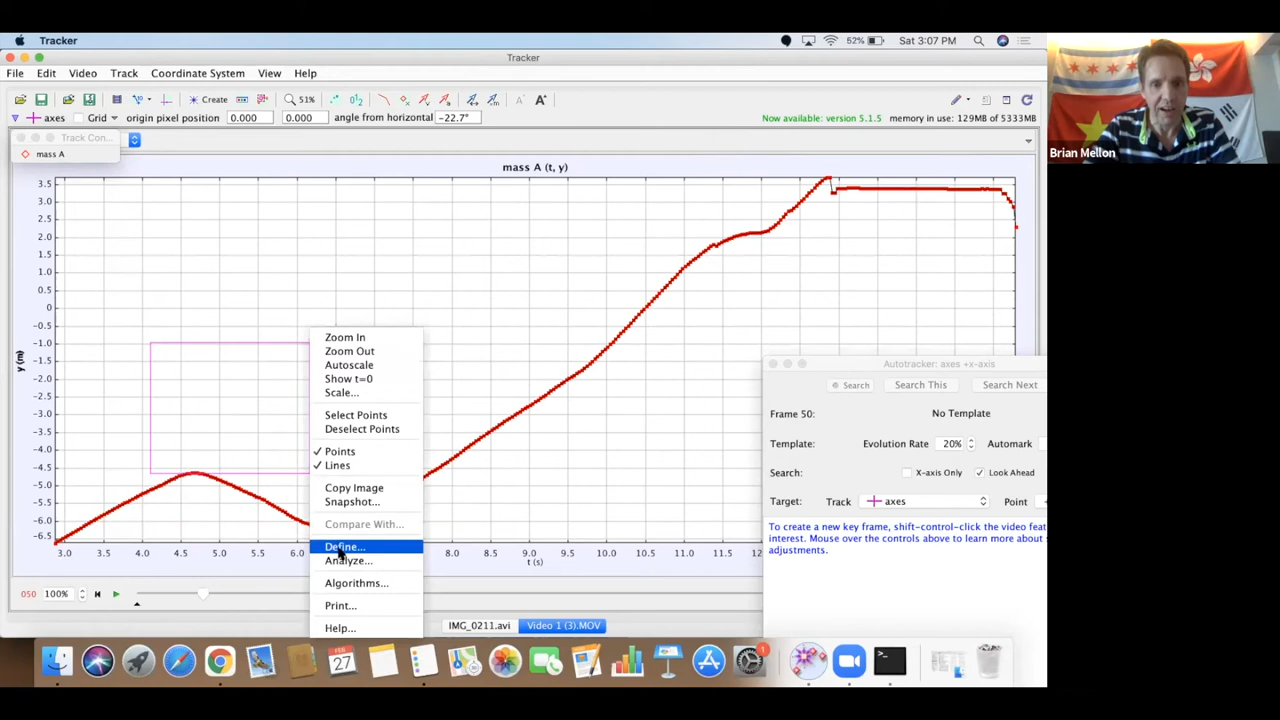 Tracker File Edit Video Track Coordinate System View Help 52% Sat 3:07 PM
Tracker
Create 51% A A
axes Grid origin pixel position 0.000 0.000 angle from horizontal -22.7° Now available: version 5.1.5 memory in use: 129MB of 5333MB
Track Con...
mass A
Brian Mellon
mass A (t, y)
3.5
3.0
2.5
2.0
1.5
1.0
0.5
0
-0.5
-1.0
-1.5
-2.0
-2.5
-3.0
-3.5
-4.0
-4.5
-5.0
-5.5
-6.0
-6.5
y (m)
3.0 3.5 4.0 4.5 5.0 5.5 6.0 8.0 8.5 9.0 9.5 10.0 10.5 11.0 11.5 12.0
t (s)
Zoom In
Zoom Out
Autoscale
Show t=0
Scale...
Select Points
Deselect Points
✓ Points
✓ Lines
Copy Image
Snapshot...
Compare With...
Define...
Analyze...
Algorithms...
Print...
Help...
Autotracker: axes +x-axis
Search Search This Search Next
Frame 50: No Template
Template: Evolution Rate 20% Automark
Search: X-axis Only Look Ahead
Target: Track axes Point
To create a new key frame, shift-control-click the video feat
interest. Mouse over the controls above to learn more about s
adjustments.
050 100%
IMG_0211.avi Video 1 (3).MOV
FEB
27
1